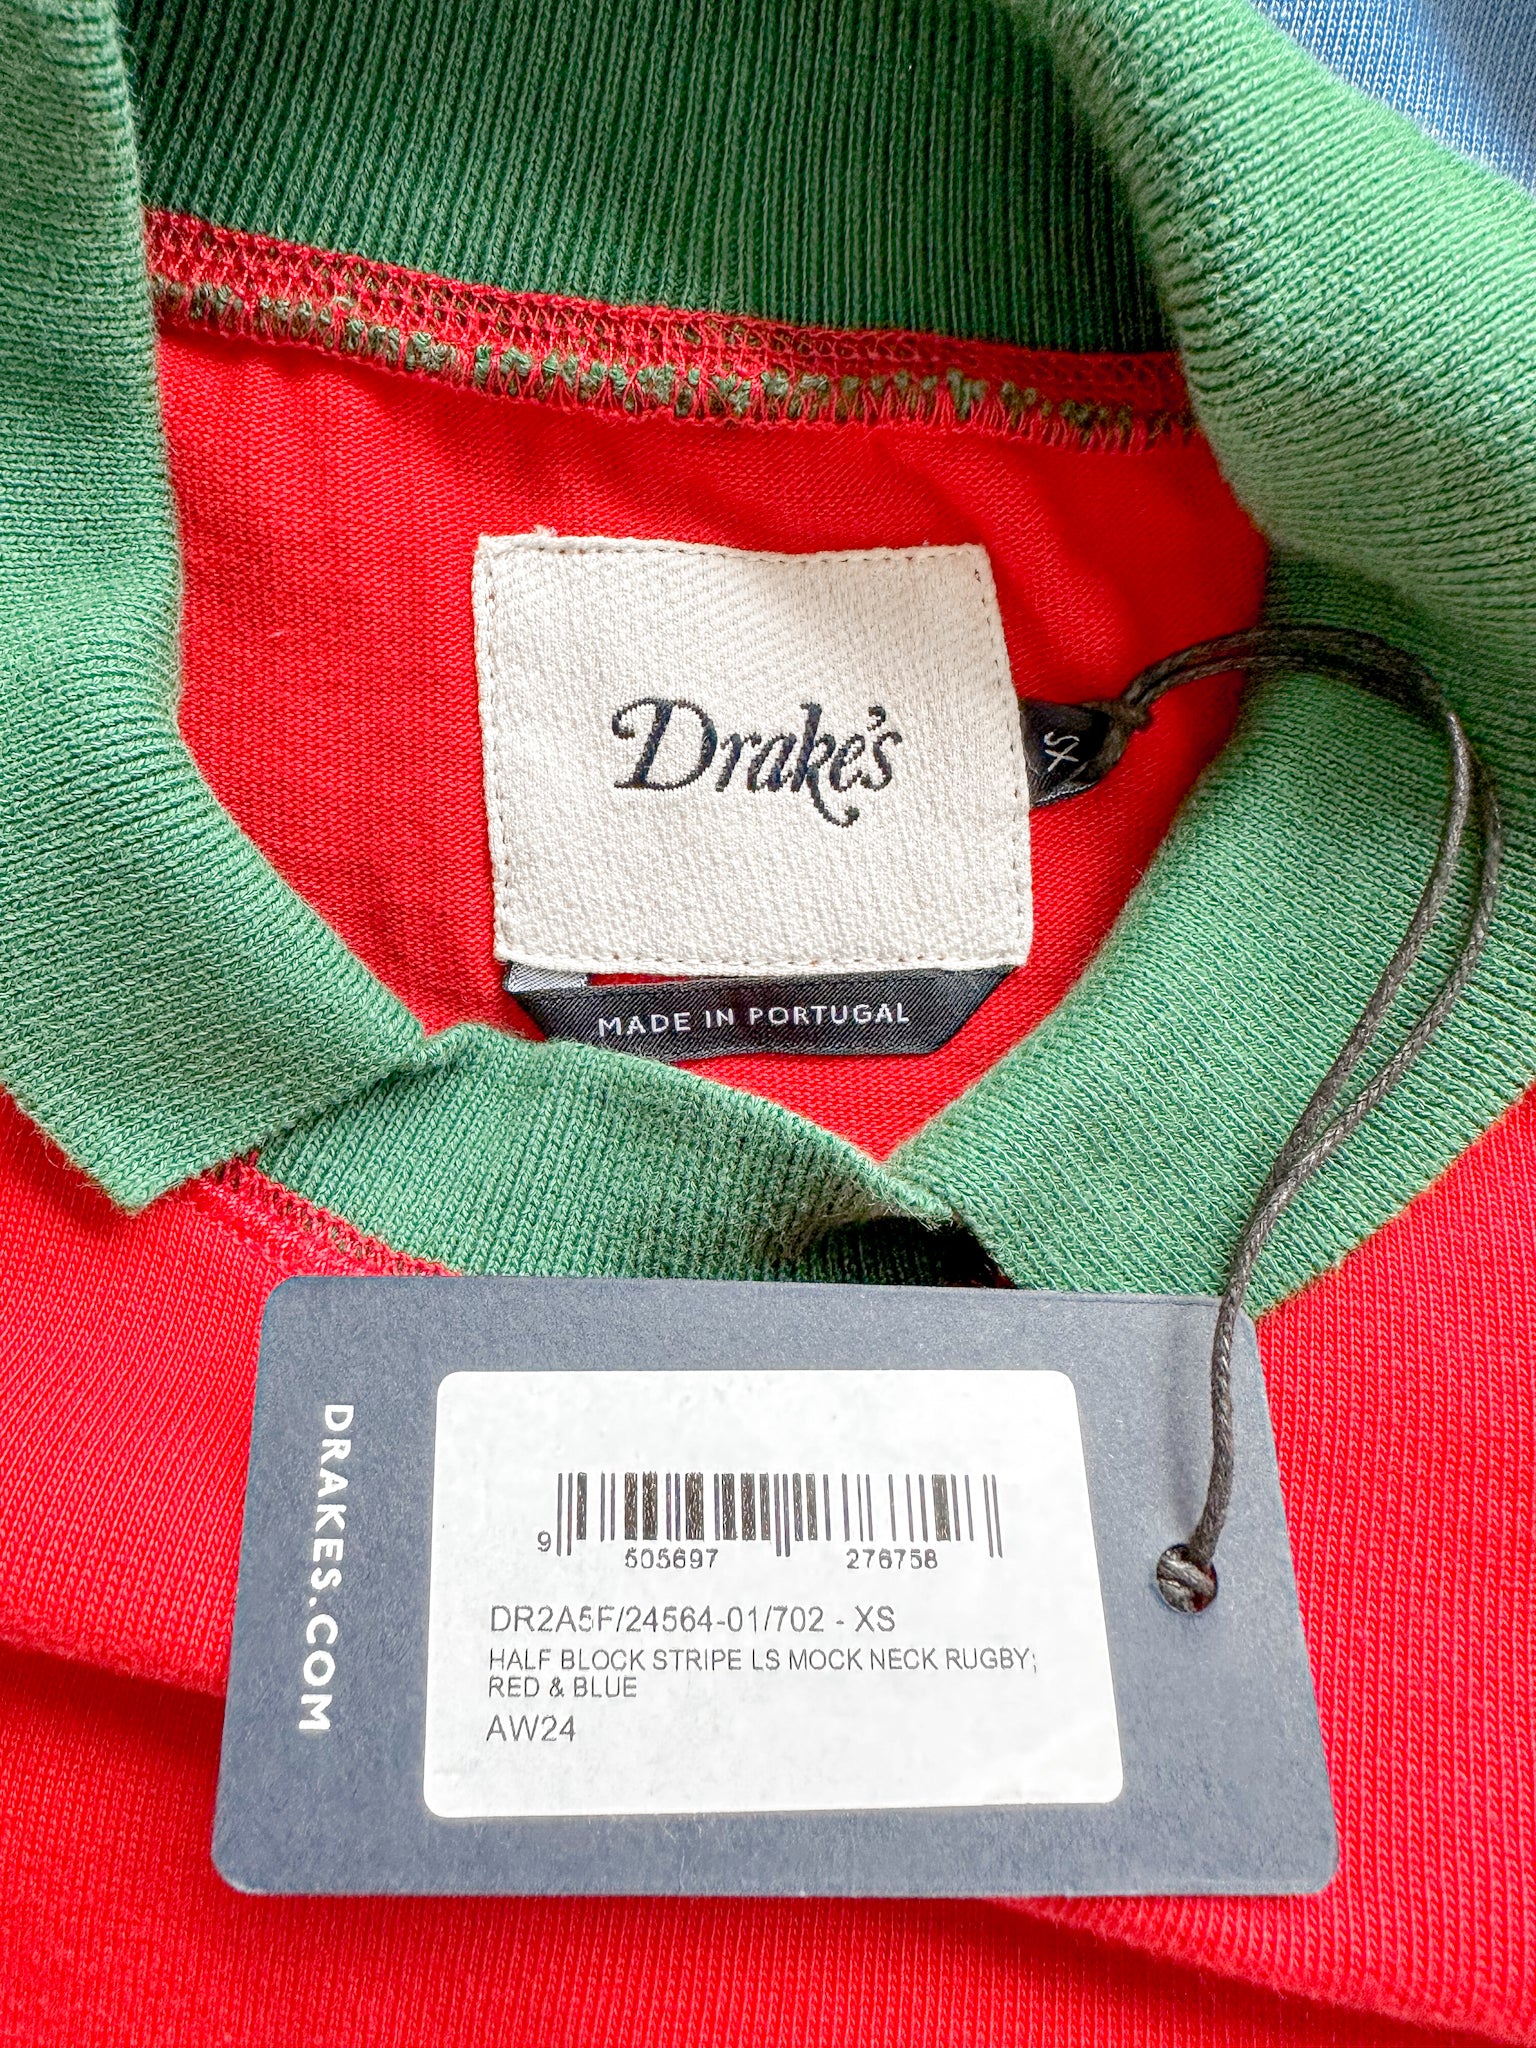 Drake's
XS
MADE IN PORTUGAL
DRAKES.COM
9 505697 276758
DR2A5F/24564-01/702 - XS
HALF BLOCK STRIPE LS MOCK NECK RUGBY;
RED & BLUE
AW24